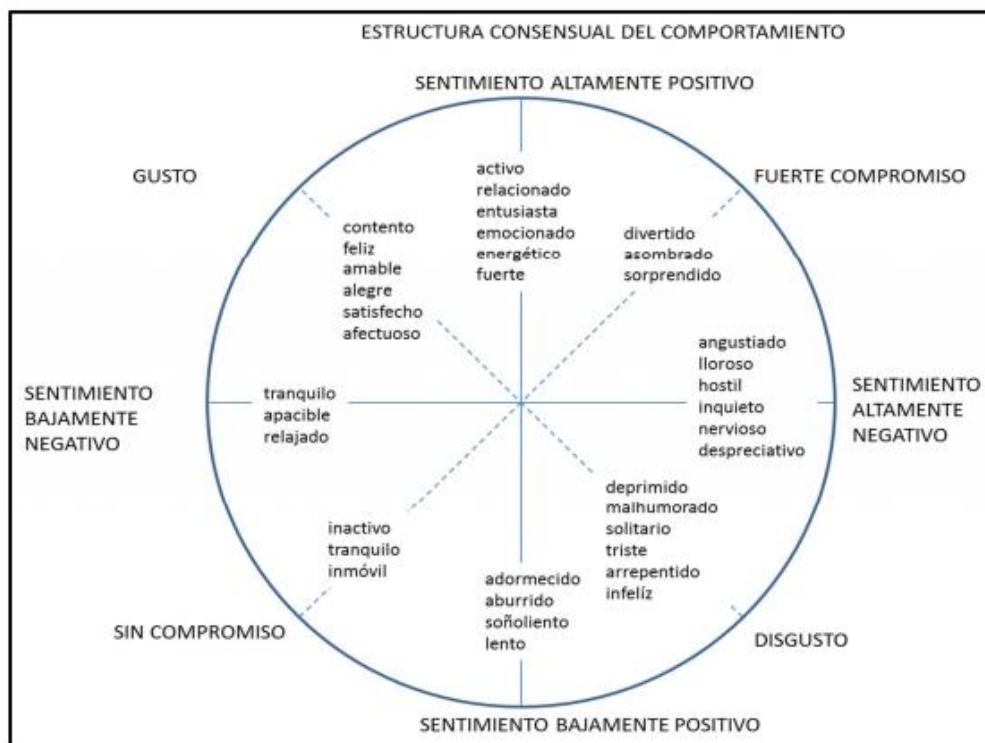 ESTRUCTURA CONSENSUAL DEL COMPORTAMIENTO
SENTIMIENTO ALTAMENTE POSITIVO
GUSTO
FUERTE COMPROMISO
activo
relacionado
entusiasta
emocionado
energético
fuerte
contento
feliz
amable
alegre
satisfecho
afectuoso
divertido
asombrado
sorprendido
SENTIMIENTO
BAJAMENTE
NEGATIVO
tranquilo
apacible
relajado
angustiado
lloroso
hostil
inquieto
nervioso
despreciativo
SENTIMIENTO
ALTAMENTE
NEGATIVO
inactivo
tranquilo
inmóvil
adormecido
aburrido
soñoliento
lento
deprimido
malhumorado
solitario
triste
arrepentido
infelíz
SIN COMPROMISO
DISGUSTO
SENTIMIENTO BAJAMENTE POSITIVO